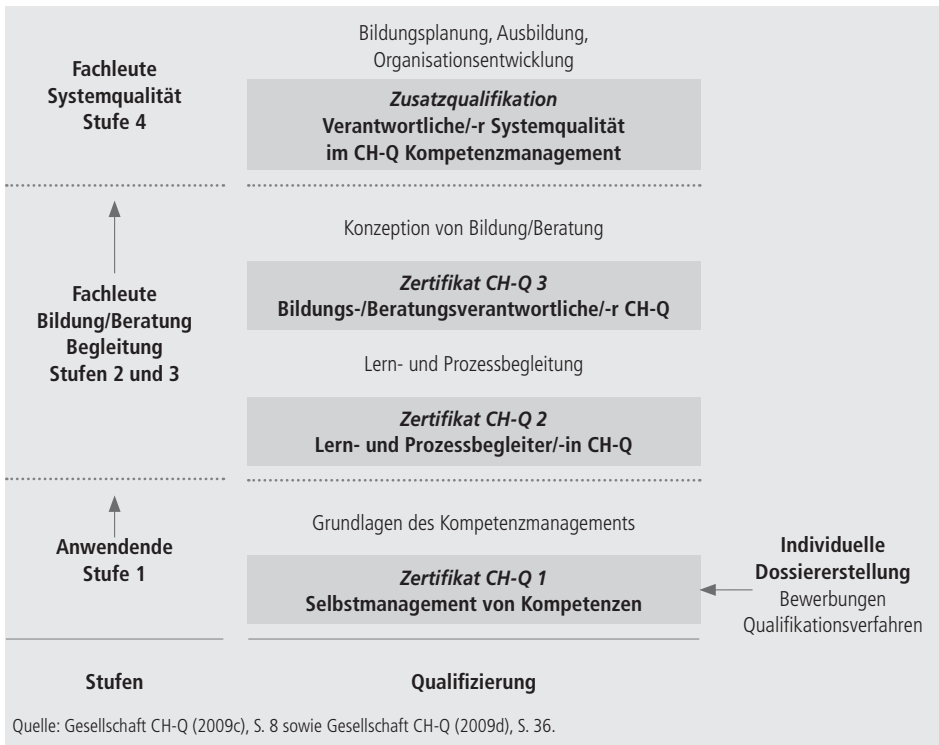 Bildungsplanung, Ausbildung,
Organisationsentwicklung
Fachleute
Systemqualität
Stufe 4
Zusatzqualifikation
Verantwortliche/-r Systemqualität
im CH-Q Kompetenzmanagement
Konzeption von Bildung/Beratung
Fachleute
Bildung/Beratung
Begleitung
Stufen 2 und 3
Zertifikat CH-Q 3
Bildungs-/Beratungsverantwortliche/-r CH-Q
Lern- und Prozessbegleitung
Zertifikat CH-Q 2
Lern- und Prozessbegleiter/-in CH-Q
Grundlagen des Kompetenzmanagements
Anwendende
Stufe 1
Zertifikat CH-Q 1
Selbstmanagement von Kompetenzen
Individuelle
Dossiererstellung
Bewerbungen
Qualifikationsverfahren
Stufen
Qualifizierung
Quelle: Gesellschaft CH-Q (2009c), S. 8 sowie Gesellschaft CH-Q (2009d), S. 36.